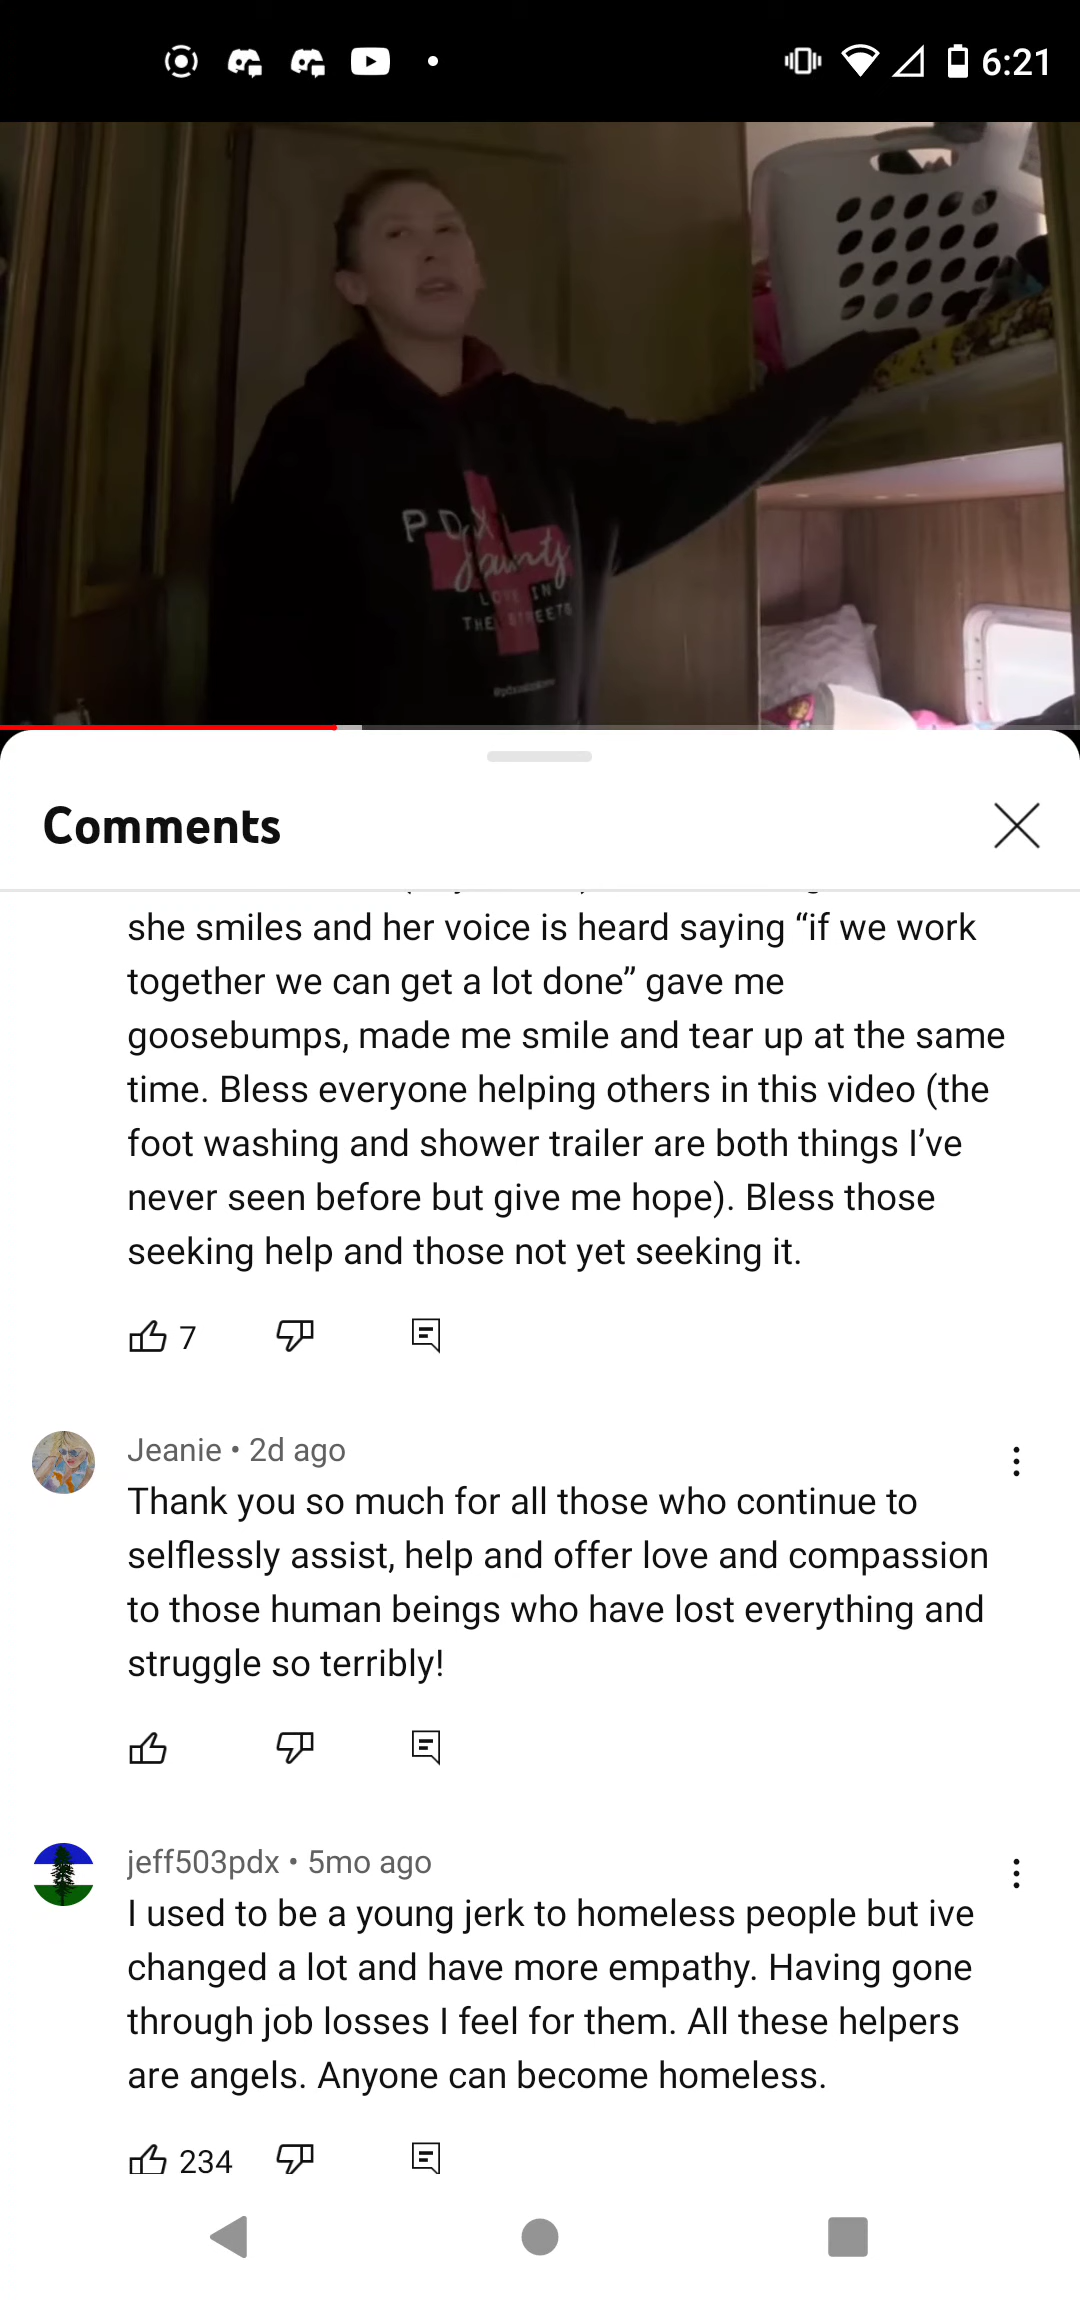 6:21
PDX
Saints
LOVE IN
THE STREETS
Comments
she smiles and her voice is heard saying “if we work
together we can get a lot done” gave me
goosebumps, made me smile and tear up at the same
time. Bless everyone helping others in this video (the
foot washing and shower trailer are both things I’ve
never seen before but give me hope). Bless those
seeking help and those not yet seeking it.
7
Jeanie • 2d ago
Thank you so much for all those who continue to
selflessly assist, help and offer love and compassion
to those human beings who have lost everything and
struggle so terribly!
jeff503pdx • 5mo ago
I used to be a young jerk to homeless people but ive
changed a lot and have more empathy. Having gone
through job losses I feel for them. All these helpers
are angels. Anyone can become homeless.
234